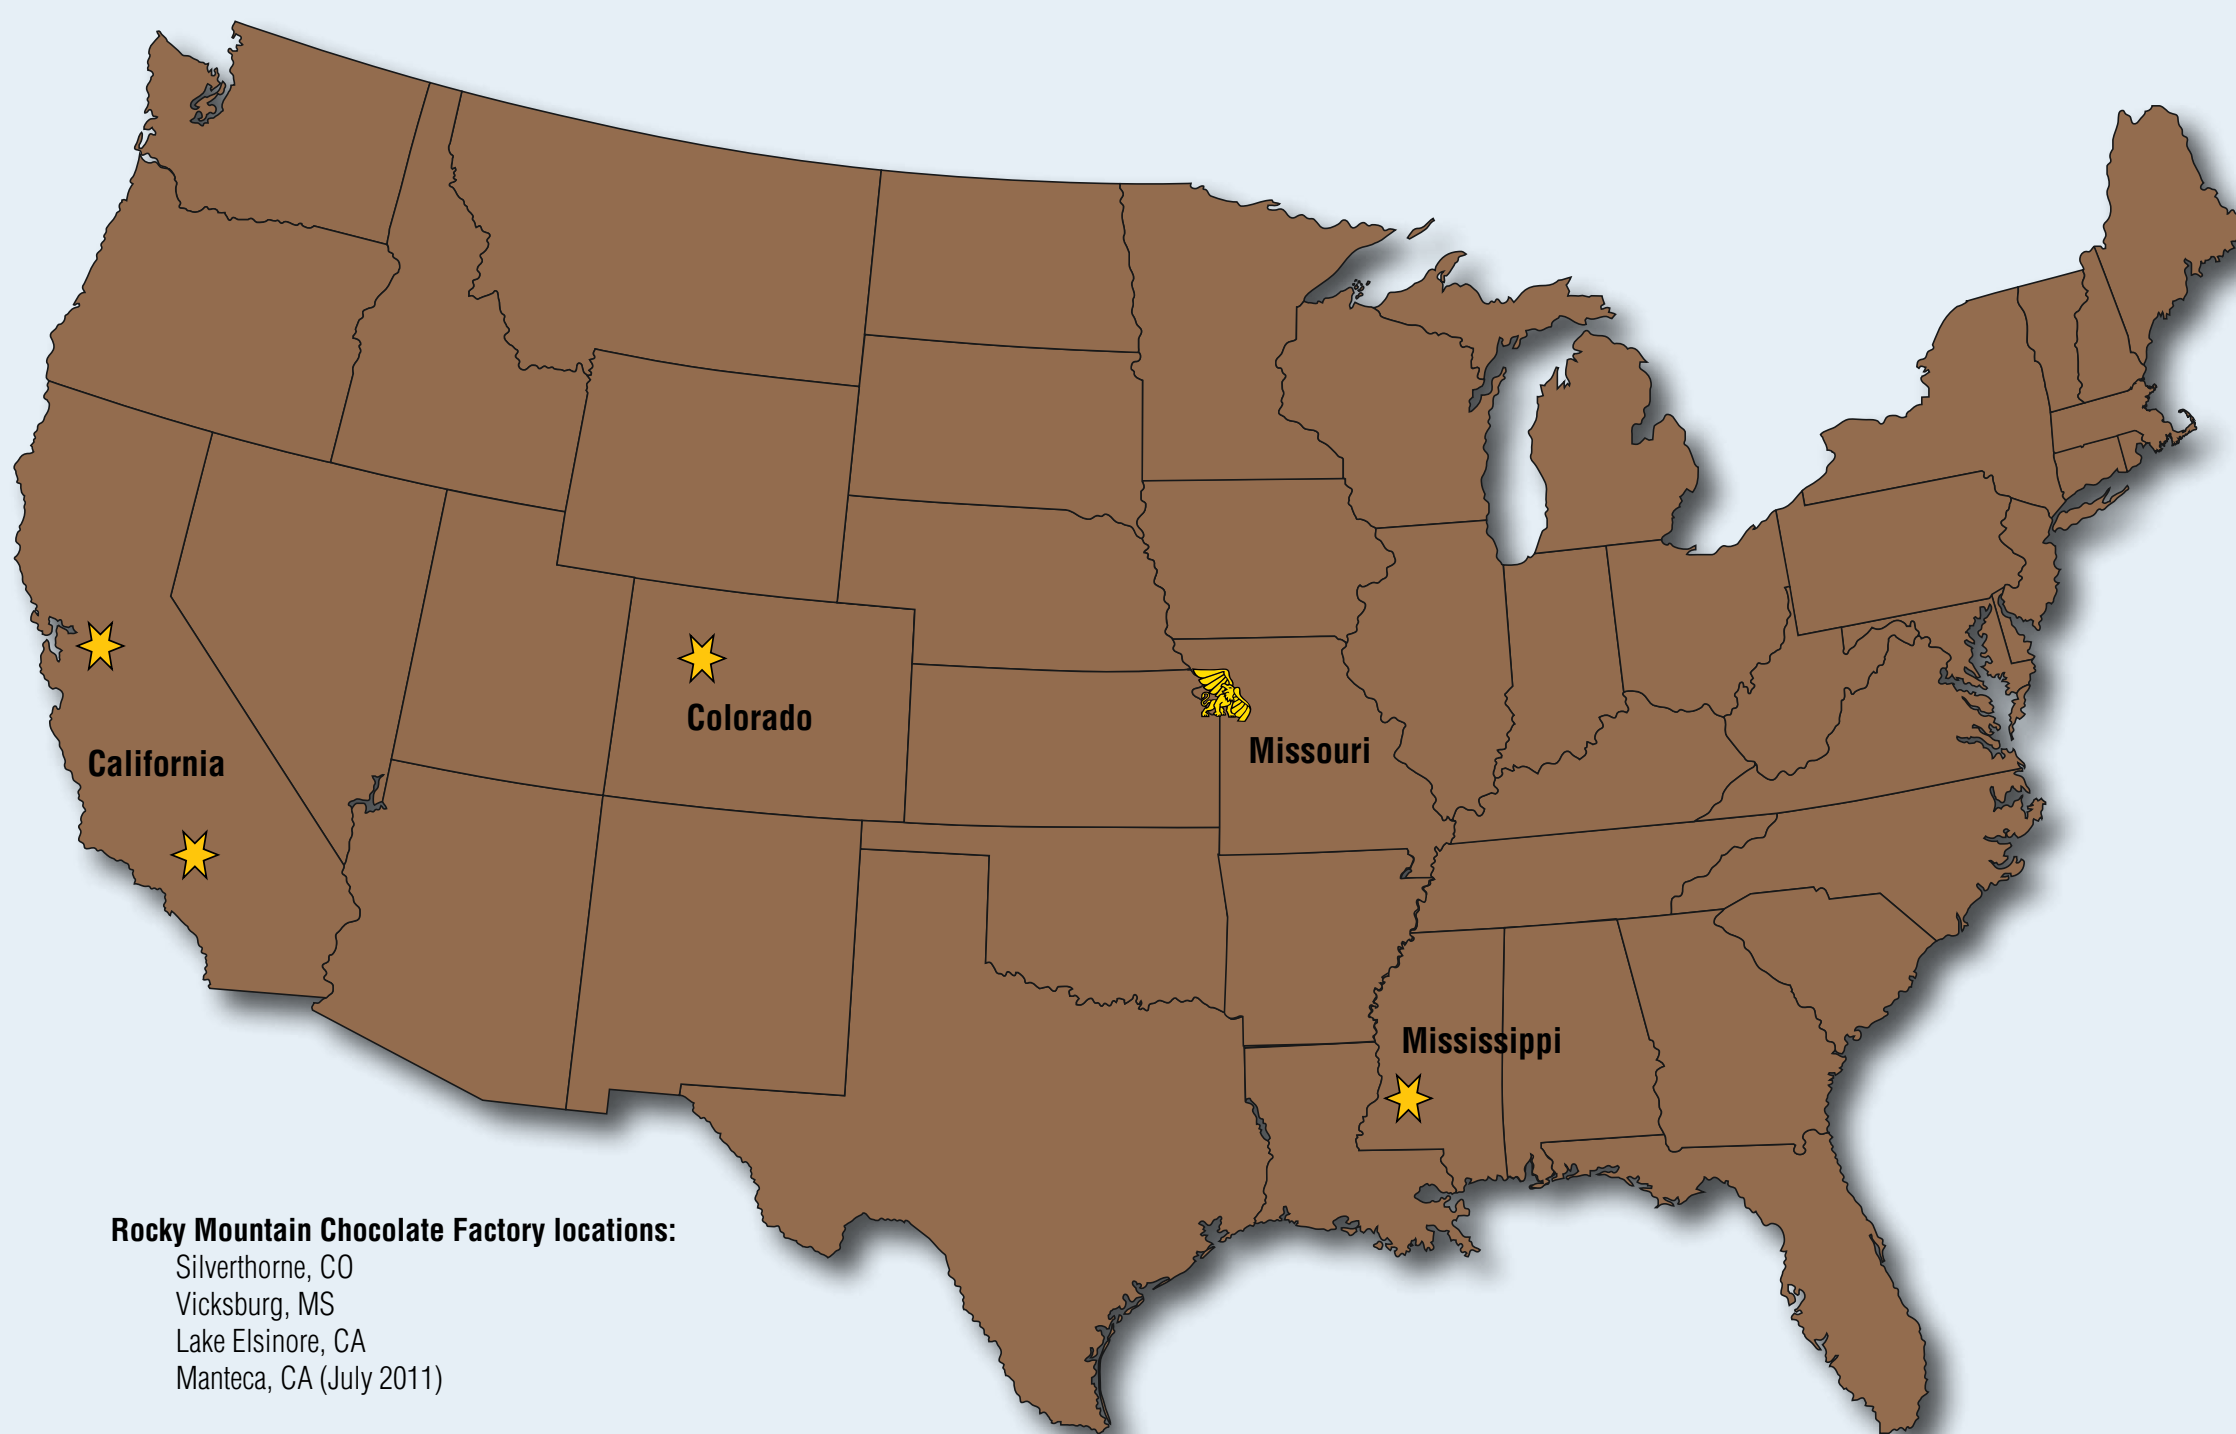 Colorado
Missouri
California
Mississippi
Rocky Mountain Chocolate Factory locations:
Silverthorne, CO
Vicksburg, MS
Lake Elsinore, CA
Manteca, CA (July 2011)